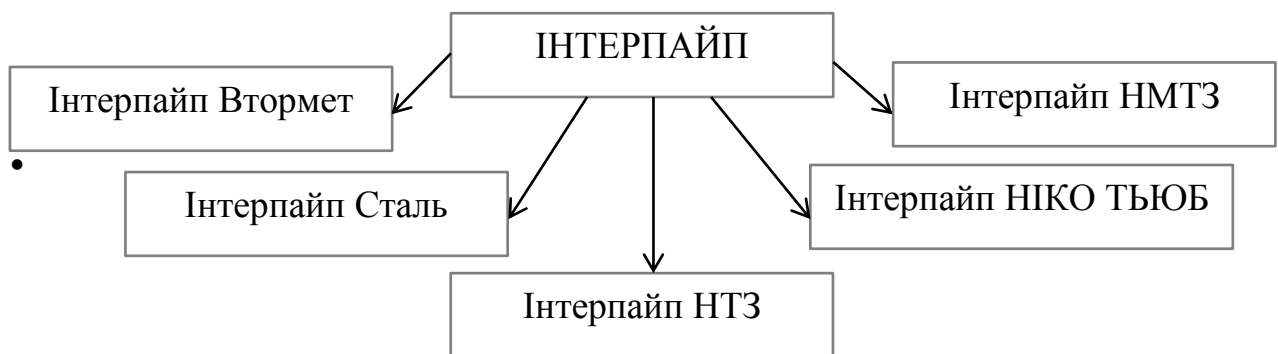 ІНТЕРПАЙП
Інтерпайп Втормет
Інтерпайп НМТЗ
Інтерпайп Сталь
Інтерпайп НІКО ТЬЮБ
Інтерпайп НТЗ